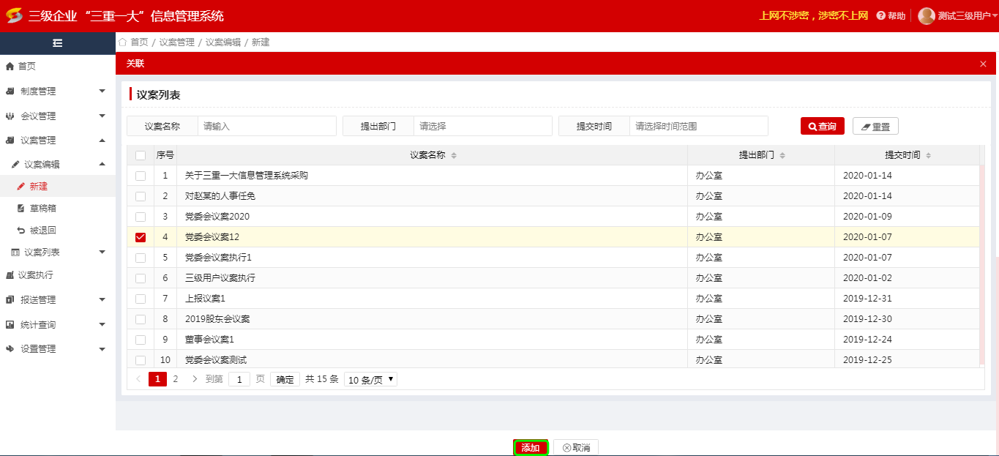 三级企业“三重一大”信息管理系统
上网不涉密，涉密不上网 帮助 测试三级用户
首页 / 议案管理 / 议案编辑 / 新建
首页
制度管理
会议管理
议案管理
议案编辑
新建
草稿箱
被退回
议案列表
议案执行
报送管理
统计查询
设置管理
关联
议案列表
议案名称 请输入 提出部门 请选择 提交时间 请选择时间范围 查询 重置
序号 议案名称 提出部门 提交时间
1 关于三重一大信息管理系统采购 办公室 2020-01-14
2 对赵某的人事任免 办公室 2020-01-14
3 党委会议案2020 办公室 2020-01-09
4 党委会议案12 办公室 2020-01-07
5 党委会议案执行1 办公室 2020-01-07
6 三级用户议案执行 办公室 2020-01-02
7 上报议案1 办公室 2019-12-31
8 2019股东会议案 办公室 2019-12-30
9 董事会议案1 办公室 2019-12-24
10 党委会议案测试 办公室 2019-12-25
1 2 到第 1 页 确定 共 15 条 10 条/页
添加 取消